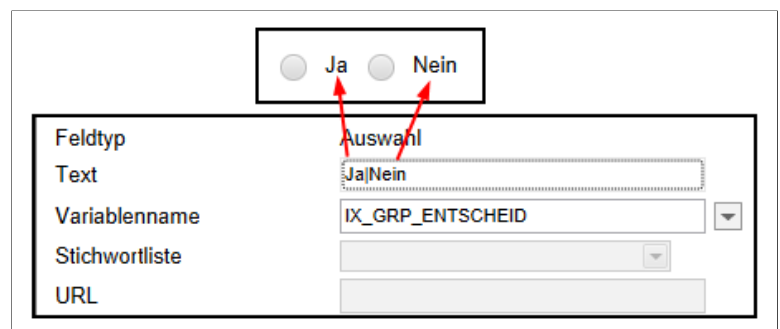 Ja Nein
Feldtyp Auswahl
Text Ja|Nein
Variablenname IX_GRP_ENTSCHEID
Stichwortliste
URL